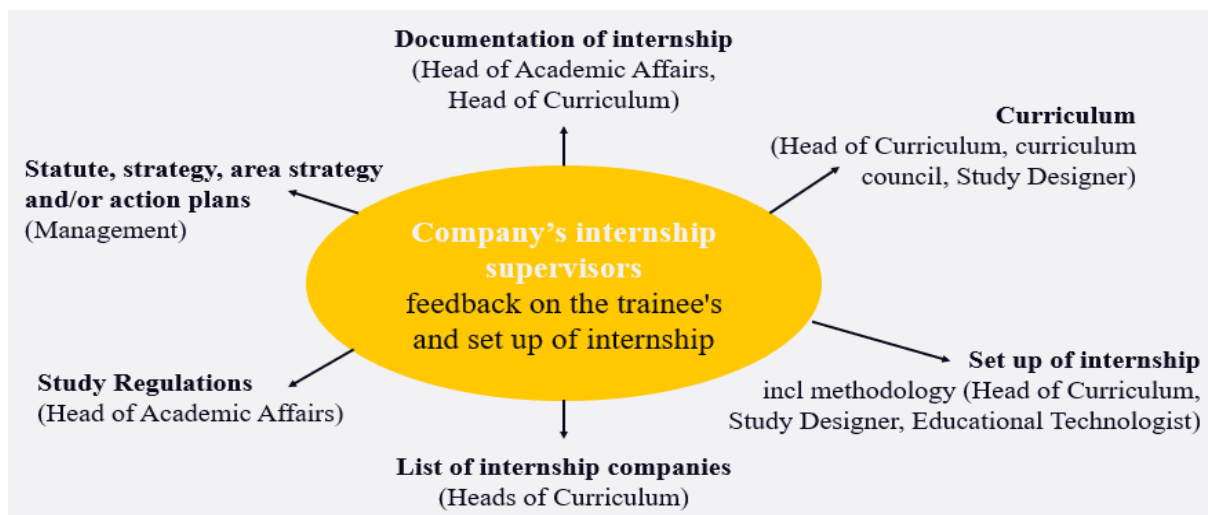 Documentation of internship
(Head of Academic Affairs,
Head of Curriculum)
Curriculum
(Head of Curriculum, curriculum
council, Study Designer)
Statute, strategy, area strategy
and/or action plans
(Management)
Company’s internship
supervisors
feedback on the trainee's
and set up of internship
Set up of internship
incl methodology (Head of Curriculum,
Study Designer, Educational Technologist)
Study Regulations
(Head of Academic Affairs)
List of internship companies
(Heads of Curriculum)